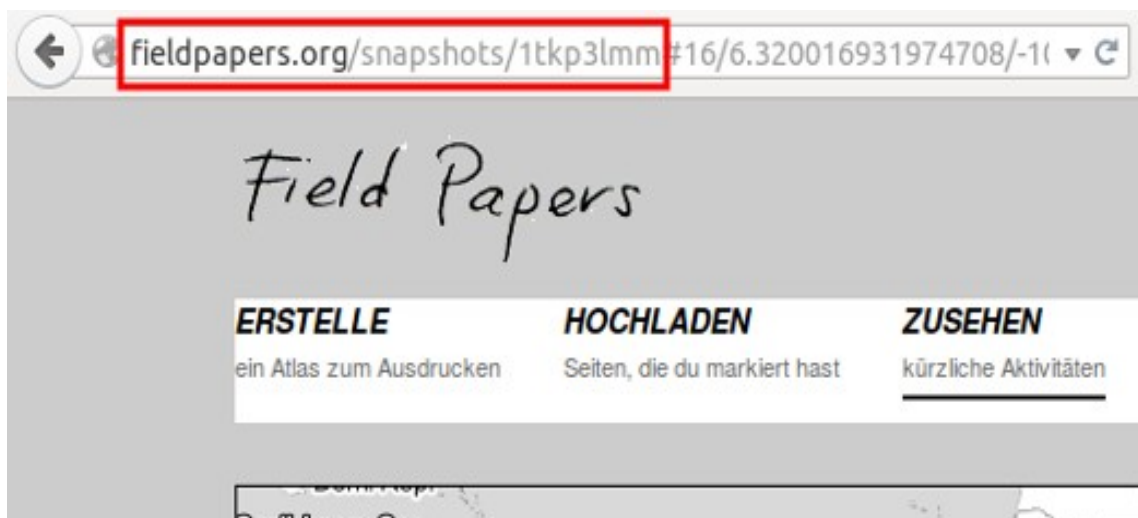 fieldpapers.org/snapshots/1tkp3lmm#16/6.320016931974708/-1
Field Papers
ERSTELLE HOCHLADEN ZUSEHEN
ein Atlas zum Ausdrucken Seiten, die du markiert hast kürzliche Aktivitäten